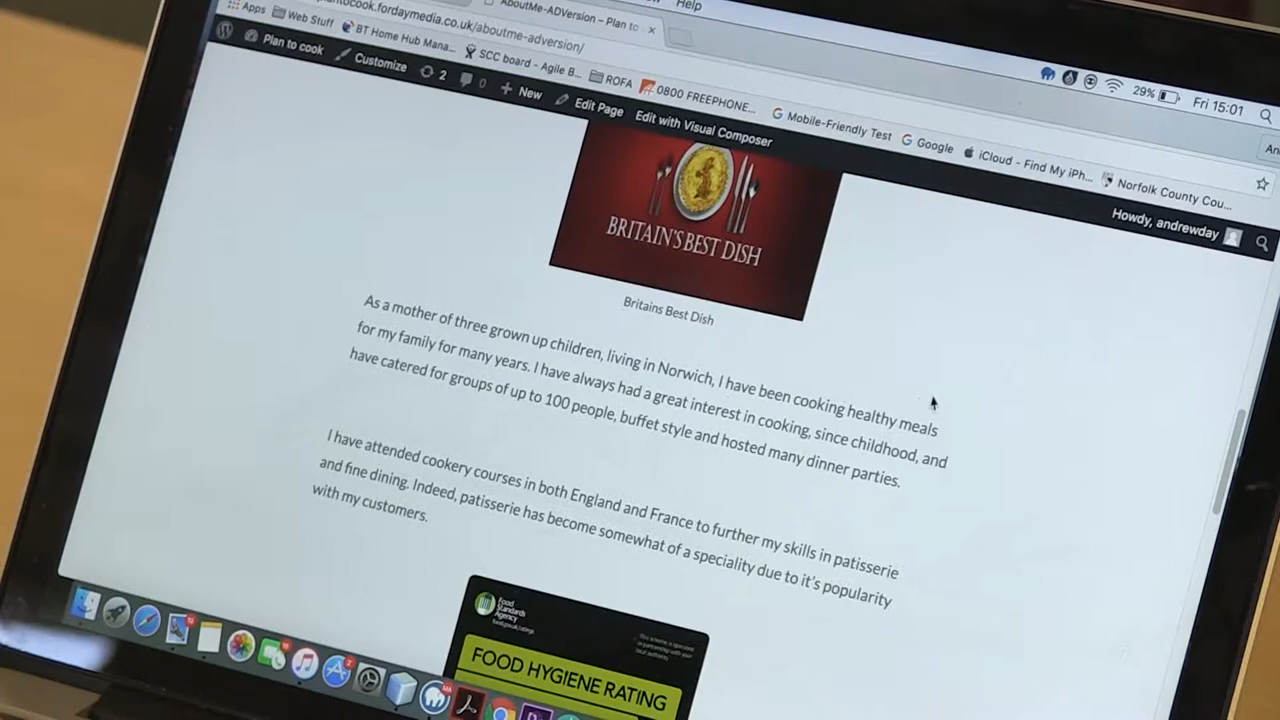 Help
AboutMe-ADVersion – Plan to
tocook.fordaymedia.co.uk/aboutme-adversion/
29%
Fri 15:01
Apps
Web Stuff
BT Home Hub Mana...
SCC board - Agile B...
ROFA
0800 FREEPHONE...
Mobile-Friendly Test
Google
iCloud - Find My iPh...
Norfolk County Cou...
Plan to cook
Customize
2
0
New
Edit Page
Edit with Visual Composer
Howdy, andrewday
BRITAIN'S BEST DISH
Britains Best Dish
As a mother of three grown up children, living in Norwich, I have been cooking healthy meals
for my family for many years. I have always had a great interest in cooking, since childhood, and
have catered for groups of up to 100 people, buffet style and hosted many dinner parties.
I have attended cookery courses in both England and France to further my skills in patisserie
and fine dining. Indeed, patisserie has become somewhat of a speciality due to it's popularity
with my customers.
Food
Standards
Agency
food.gov.uk/ratings
FOOD HYGIENE RATING